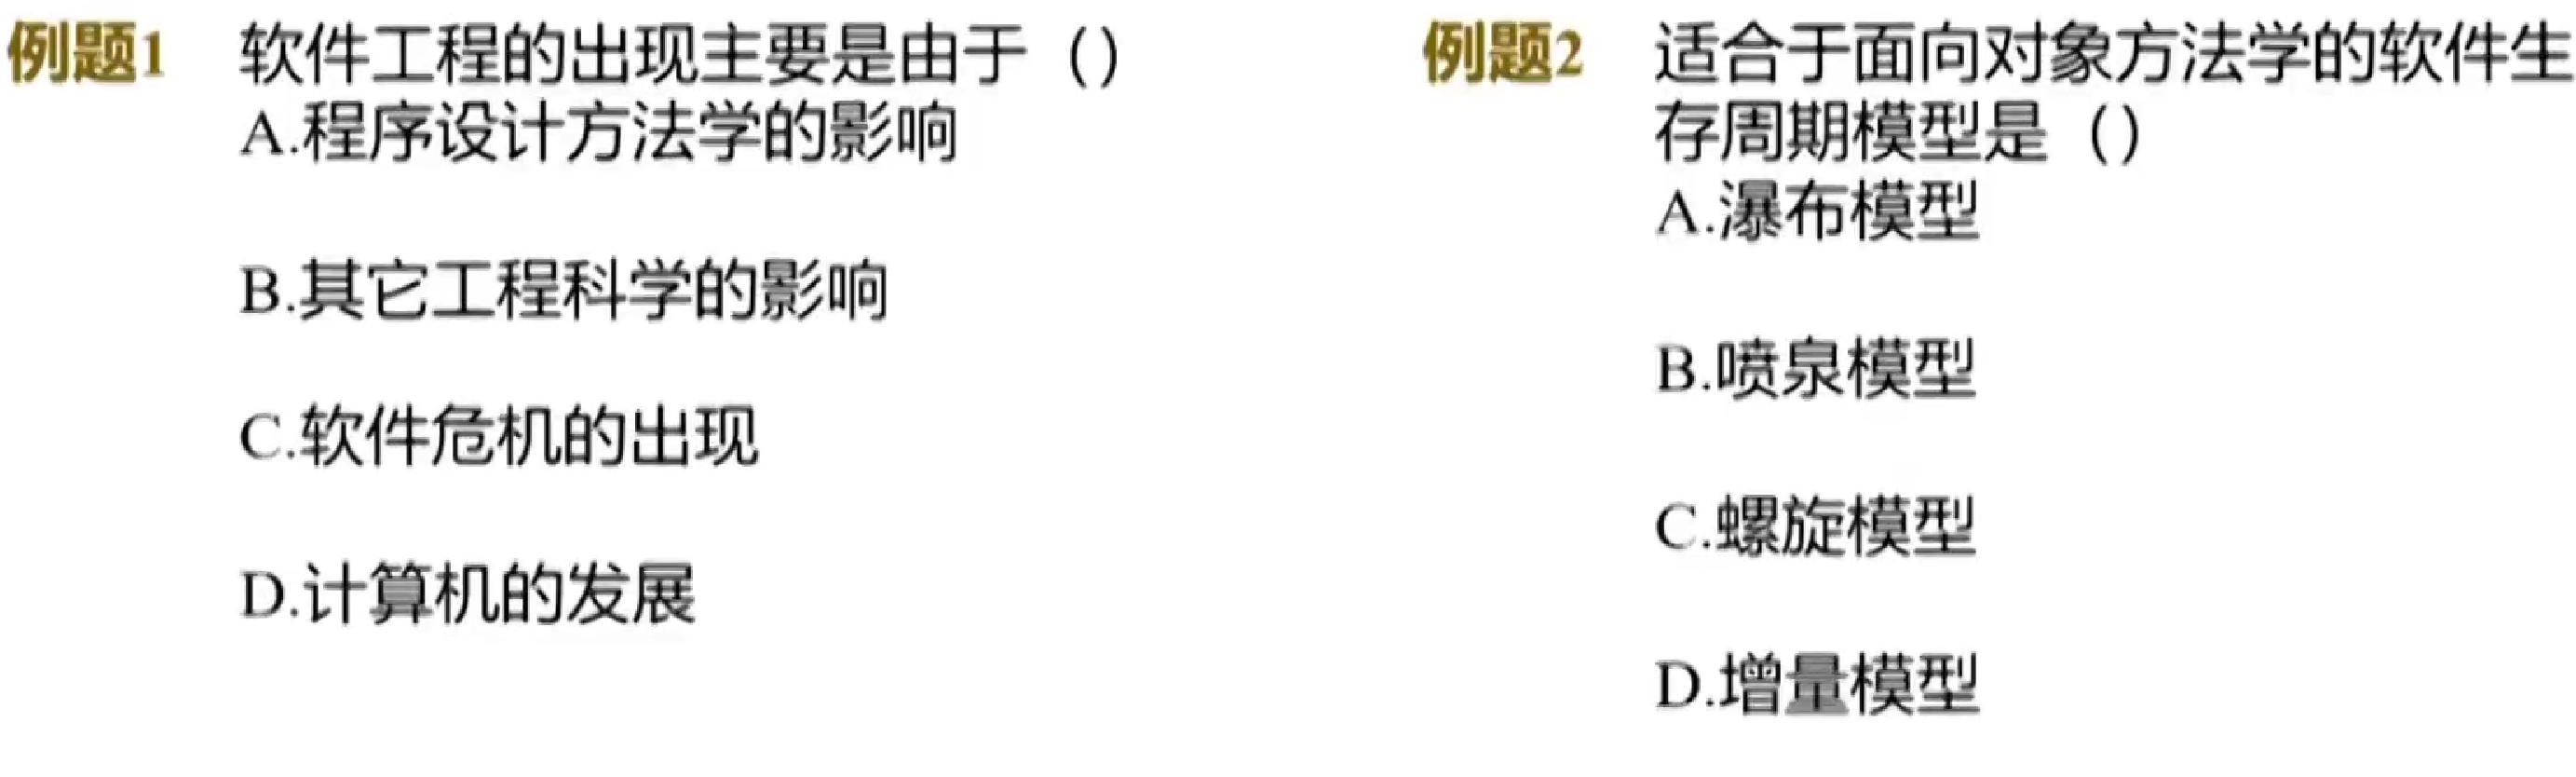 例题1 软件工程的出现主要是由于（）
A.程序设计方法学的影响
B.其它工程科学的影响
C.软件危机的出现
D.计算机的发展
例题2 适合于面向对象方法学的软件生
存周期模型是（）
A.瀑布模型
B.喷泉模型
C.螺旋模型
D.增量模型